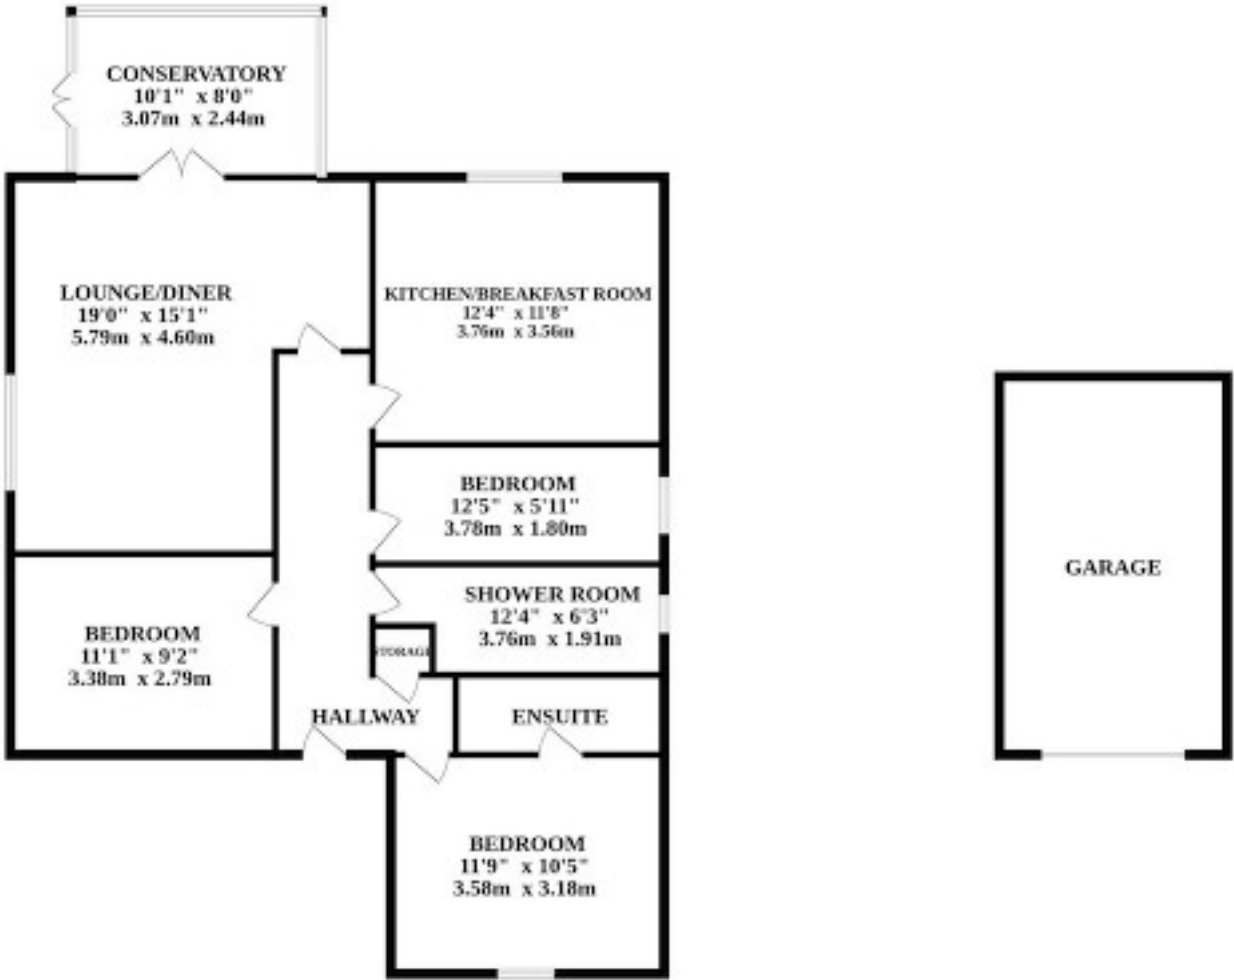 CONSERVATORY
10'1" x 8'0"
3.07m x 2.44m
LOUNGE/DINER
19'0" x 15'1"
5.79m x 4.60m
KITCHEN/BREAKFAST ROOM
12'4" x 11'8"
3.76m x 3.56m
BEDROOM
12'5" x 5'11"
3.78m x 1.80m
SHOWER ROOM
12'4" x 6'3"
3.76m x 1.91m
STORAGE
BEDROOM
11'1" x 9'2"
3.38m x 2.79m
HALLWAY
ENSUITE
BEDROOM
11'9" x 10'5"
3.58m x 3.18m
GARAGE